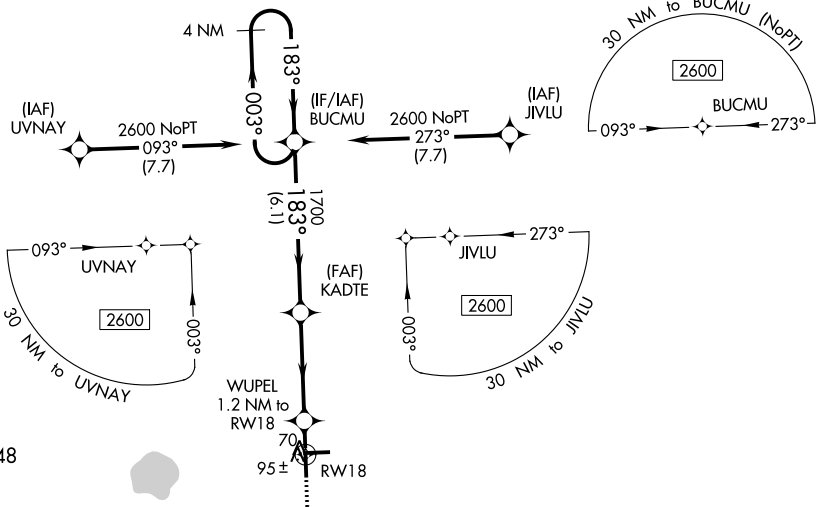 4 NM
183°
003°
(IF/IAF)
BUCMU
(IAF)
UVNAY
2600 NoPT
093°
(7.7)
2600 NoPT
273°
(7.7)
(IAF)
JIVLU
30 NM to BUCMU (NoPT)
2600
BUCMU
093°
273°
1700
183°
(6.1)
093°
UVNAY
2600
003°
30 NM to UVNAY
(FAF)
KADTE
273°
JIVLU
2600
003°
30 NM to JIVLU
WUPEL
1.2 NM to
RW18
70
95±
RW18
48